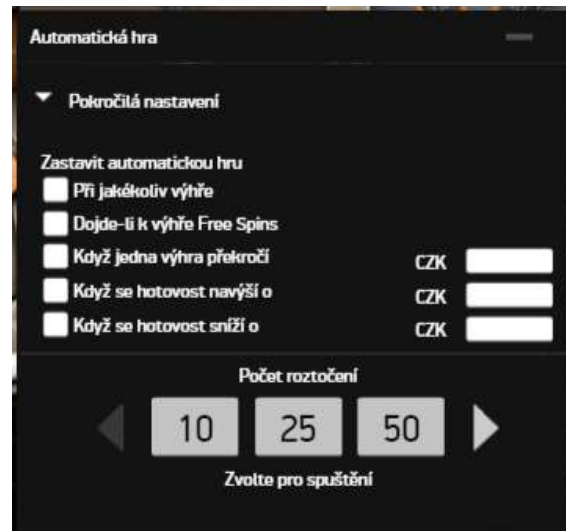 Automatická hra
Pokročilá nastavení
Zastavit automatickou hru
Při jakékoliv výhře
Dojde-li k výhře Free Spins
Když jedna výhra překročí CZK
Když se hotovost navýší o CZK
Když se hotovost sníží o CZK
Počet roztočení
10 25 50
Zvolte pro spuštění